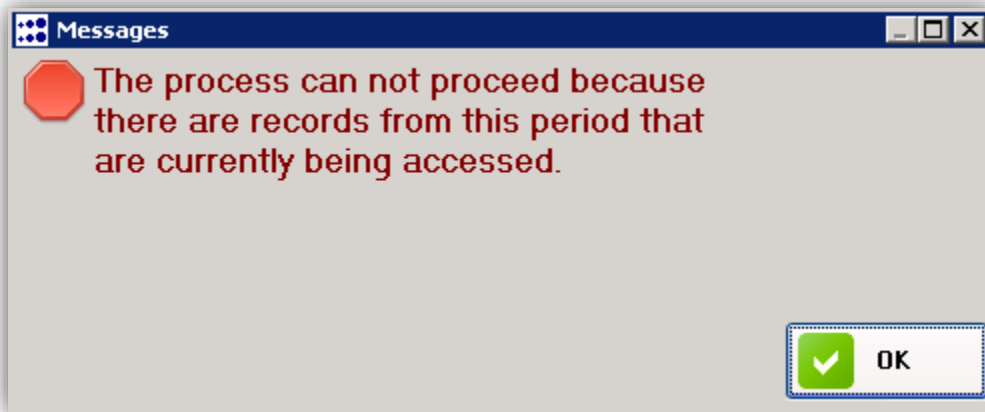 Messages
The process can not proceed because
there are records from this period that
are currently being accessed.
OK